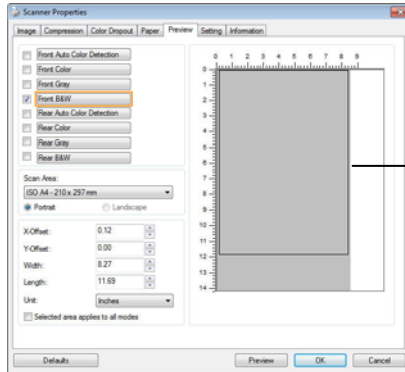 Scanner Properties
Image Compression Color Dropout Paper Preview Setting Information
Front Auto Color Detection
Front Color
Front Gray
Front B&W
Rear Auto Color Detection
Rear Color
Rear Gray
Rear B&W
Scan Area:
ISO A4 - 210 x 297 mm
Portrait Landscape
X-Offset: 0.12
Y-Offset: 0.00
Width: 8.27
Length: 11.69
Unit: Inches
Selected area applies to all modes
0 1 2 3 4 5 6 7 8 9
0
1
2
3
4
5
6
7
8
9
10
11
12
13
14
Defaults Preview OK Cancel